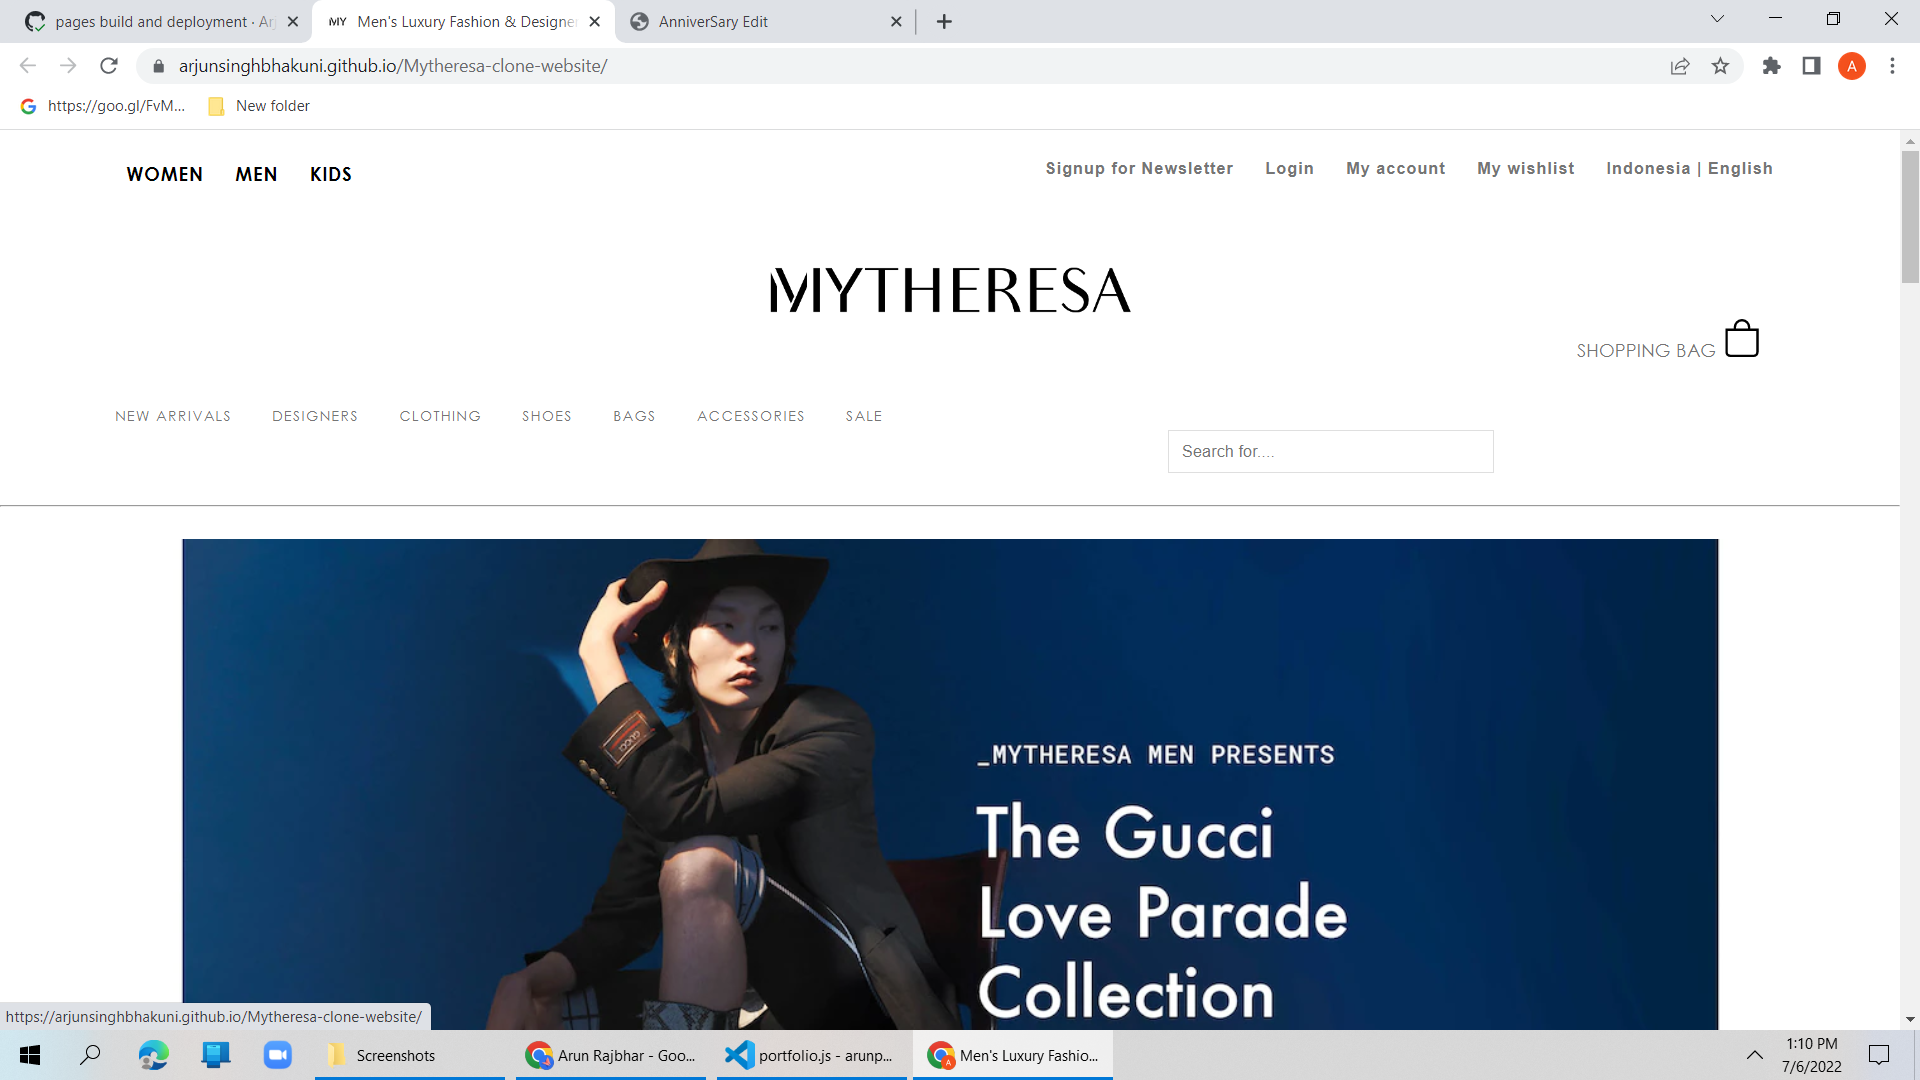 pages build and deployment · Ar
MY Men's Luxury Fashion & Designer
AnniverSary Edit
arjunsinghbhakuni.github.io/Mytheresa-clone-website/
A
https://goo.gl/FvM...
New folder
WOMEN MEN KIDS
Signup for Newsletter Login My account My wishlist Indonesia | English
MYTHERESA
SHOPPING BAG
NEW ARRIVALS DESIGNERS CLOTHING SHOES BAGS ACCESSORIES SALE
Search for....
GUCCI
_MYTHERESA MEN PRESENTS
The Gucci
Love Parade
Collection
https://arjunsinghbhakuni.github.io/Mytheresa-clone-website/
Screenshots
Arun Rajbhar - Goo...
portfolio.js - arunp...
A
Men's Luxury Fashio...
1:10 PM
7/6/2022